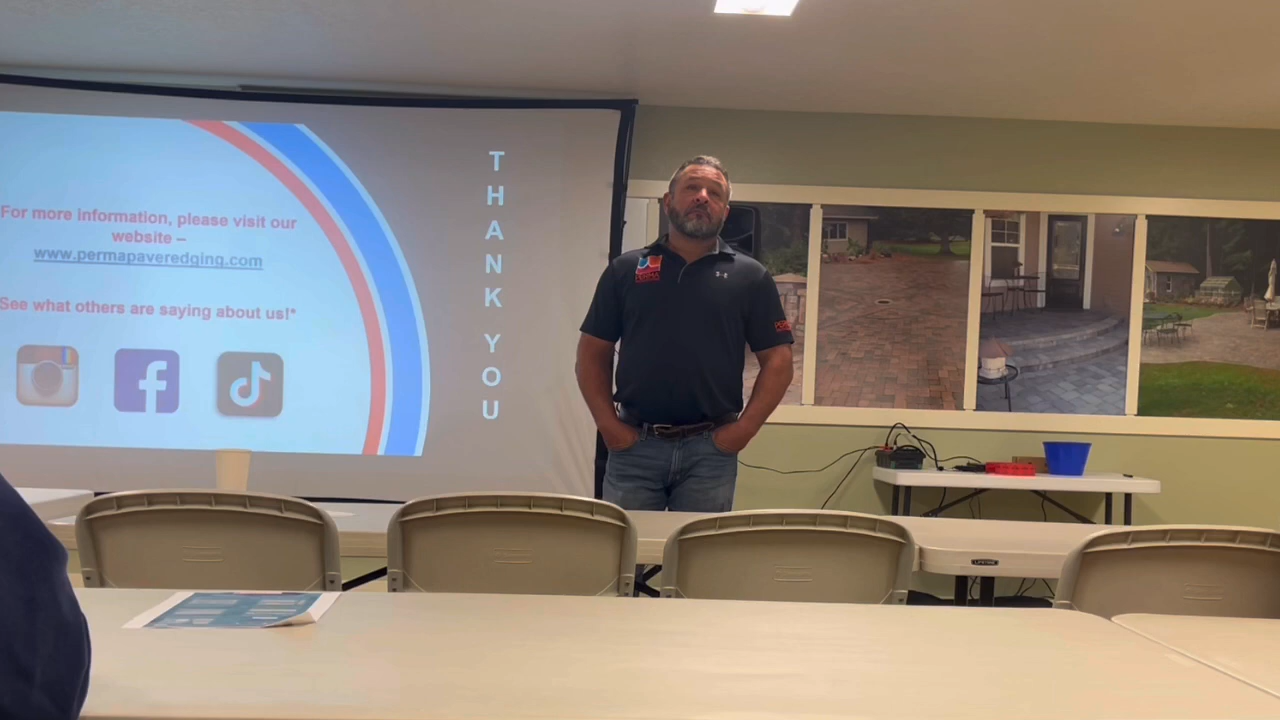 For more information, please visit our
website –
www.permapaveredging.com
See what others are saying about us!*
THANK YOU
LIFETIME